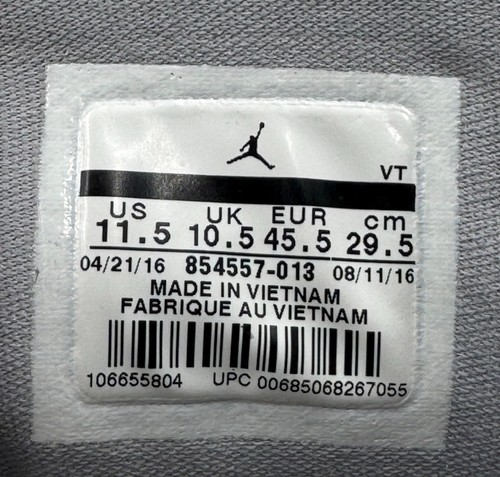 VT
US UK EUR cm
11.5 10.5 45.5 29.5
04/21/16 854557-013 08/11/16
MADE IN VIETNAM
FABRIQUE AU VIETNAM
106655804 UPC 00685068267055